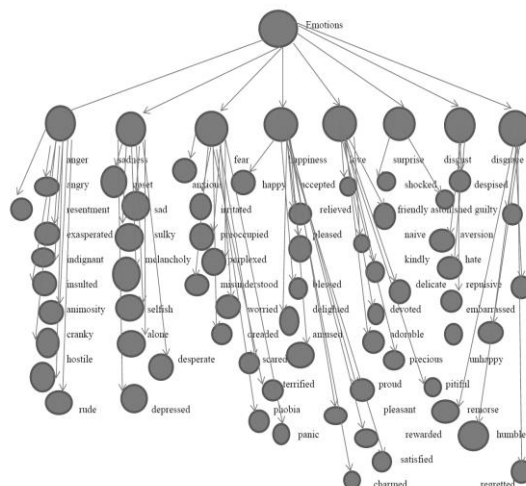 Emotions
anger sadness fear happiness love surprise disgust disgrace
angry upset anxious happy accepted shocked despised
resentment sad irritated relieved friendly astonished guilty
exasperated sulky preocupied pleased naive aversion
indignant melancholy perplexed kindly hate
insulted misunderstood blessed delicate repulsive
animosity selfish worried delighted devoted embarrassed
cranky alone dreaded amused adorable
hostile desperate scared precious unhappy
terrified proud pitiful
rude depressed phobia pleasant remorse
panic rewarded humble
satisfied
charmed regretted